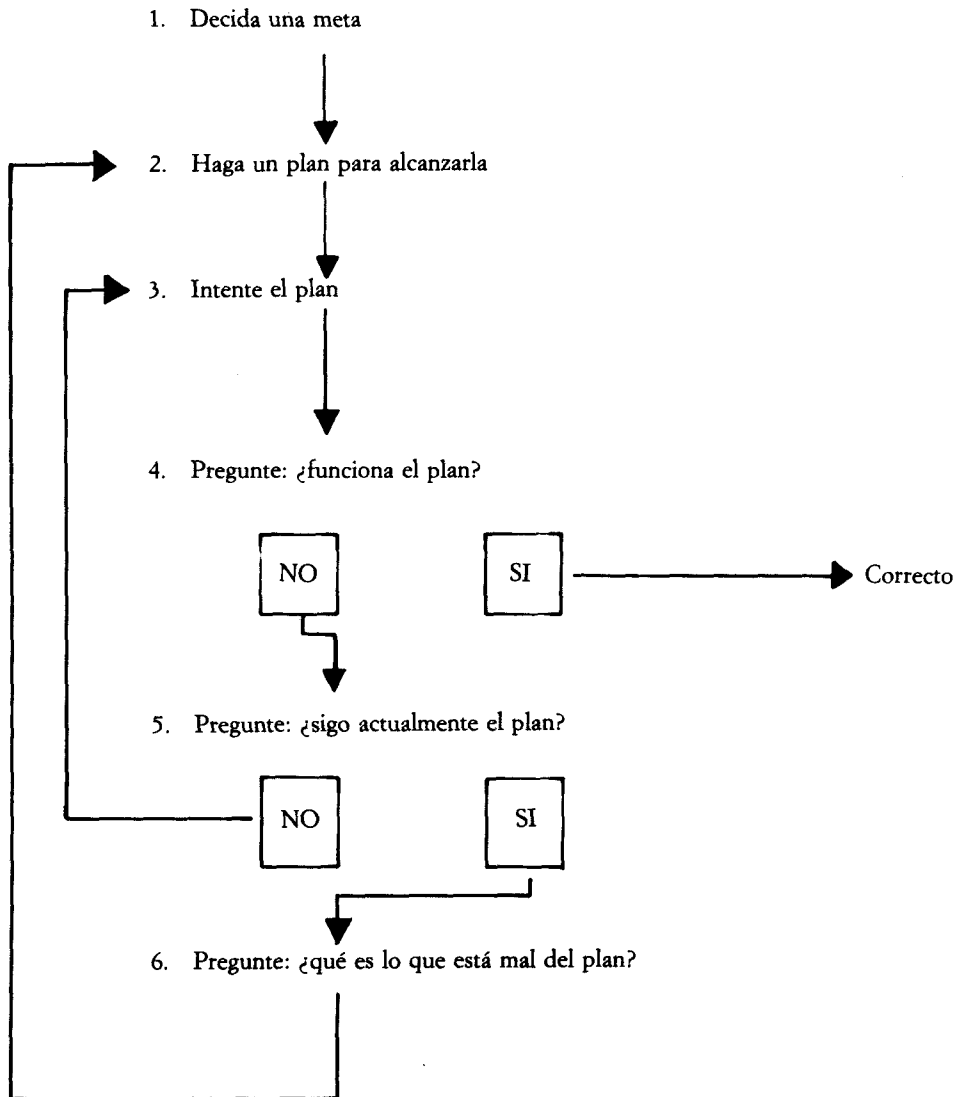 1. Decida una meta
2. Haga un plan para alcanzarla
3. Intente el plan
4. Pregunte: ¿funciona el plan?
NO SI Correcto
5. Pregunte: ¿sigo actualmente el plan?
NO SI
6. Pregunte: ¿qué es lo que está mal del plan?